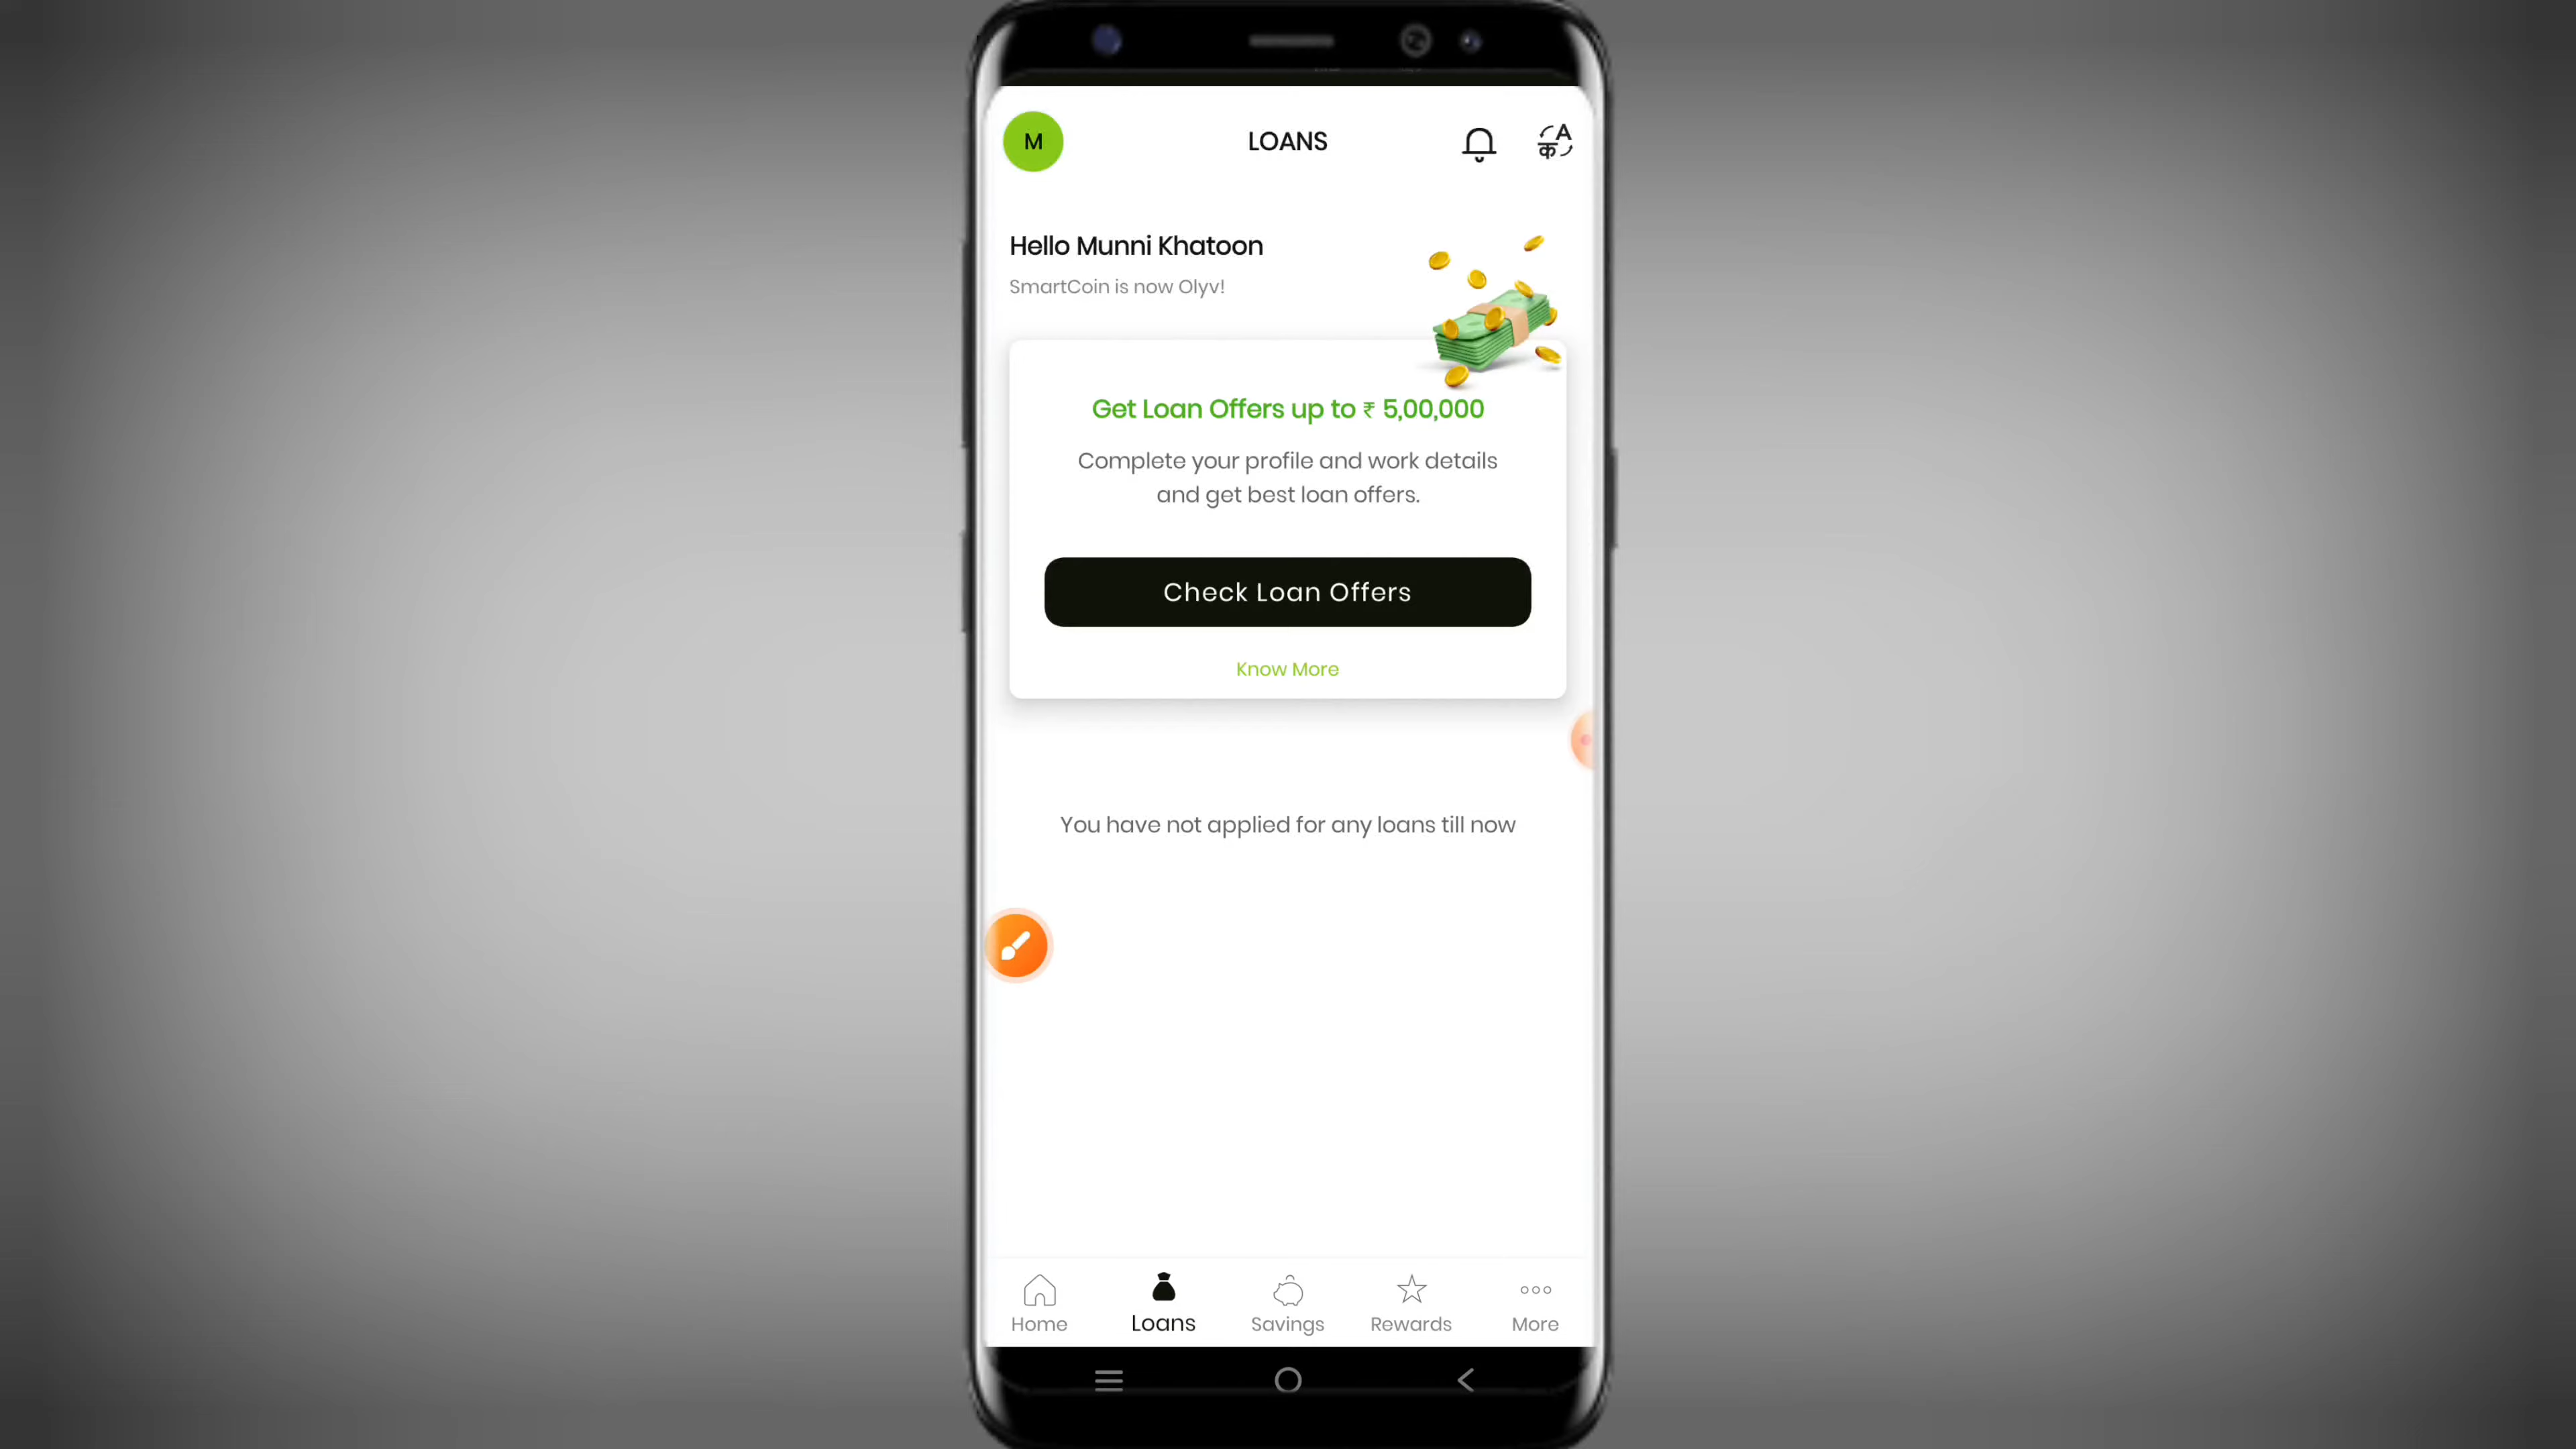 M
LOANS
A
क
Hello Munni Khatoon
SmartCoin is now Olyv!
Get Loan Offers up to ₹ 5,00,000
Complete your profile and work details
and get best loan offers.
Check Loan Offers
Know More
You have not applied for any loans till now
Home
Loans
Savings
Rewards
More